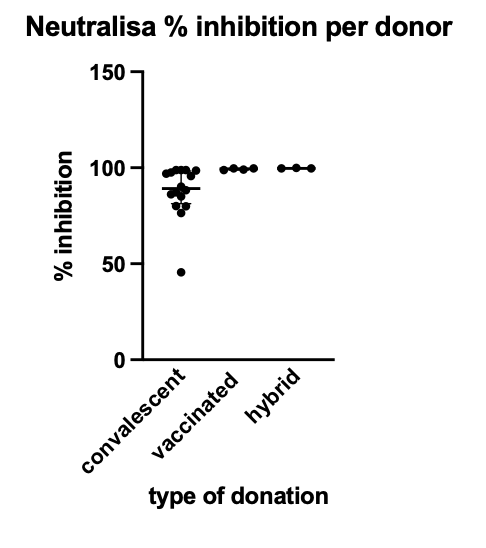 Neutralisa % inhibition per donor
150
100
50
0
% inhibition
convalescent
vaccinated
hybrid
type of donation